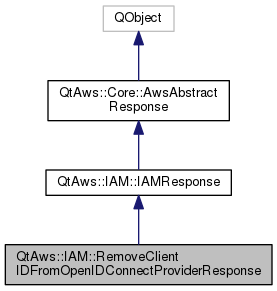 QObject
QtAws::Core::AwsAbstract
Response
QtAws::IAM::IAMResponse
QtAws::IAM::RemoveClient
IDFromOpenIDConnectProviderResponse